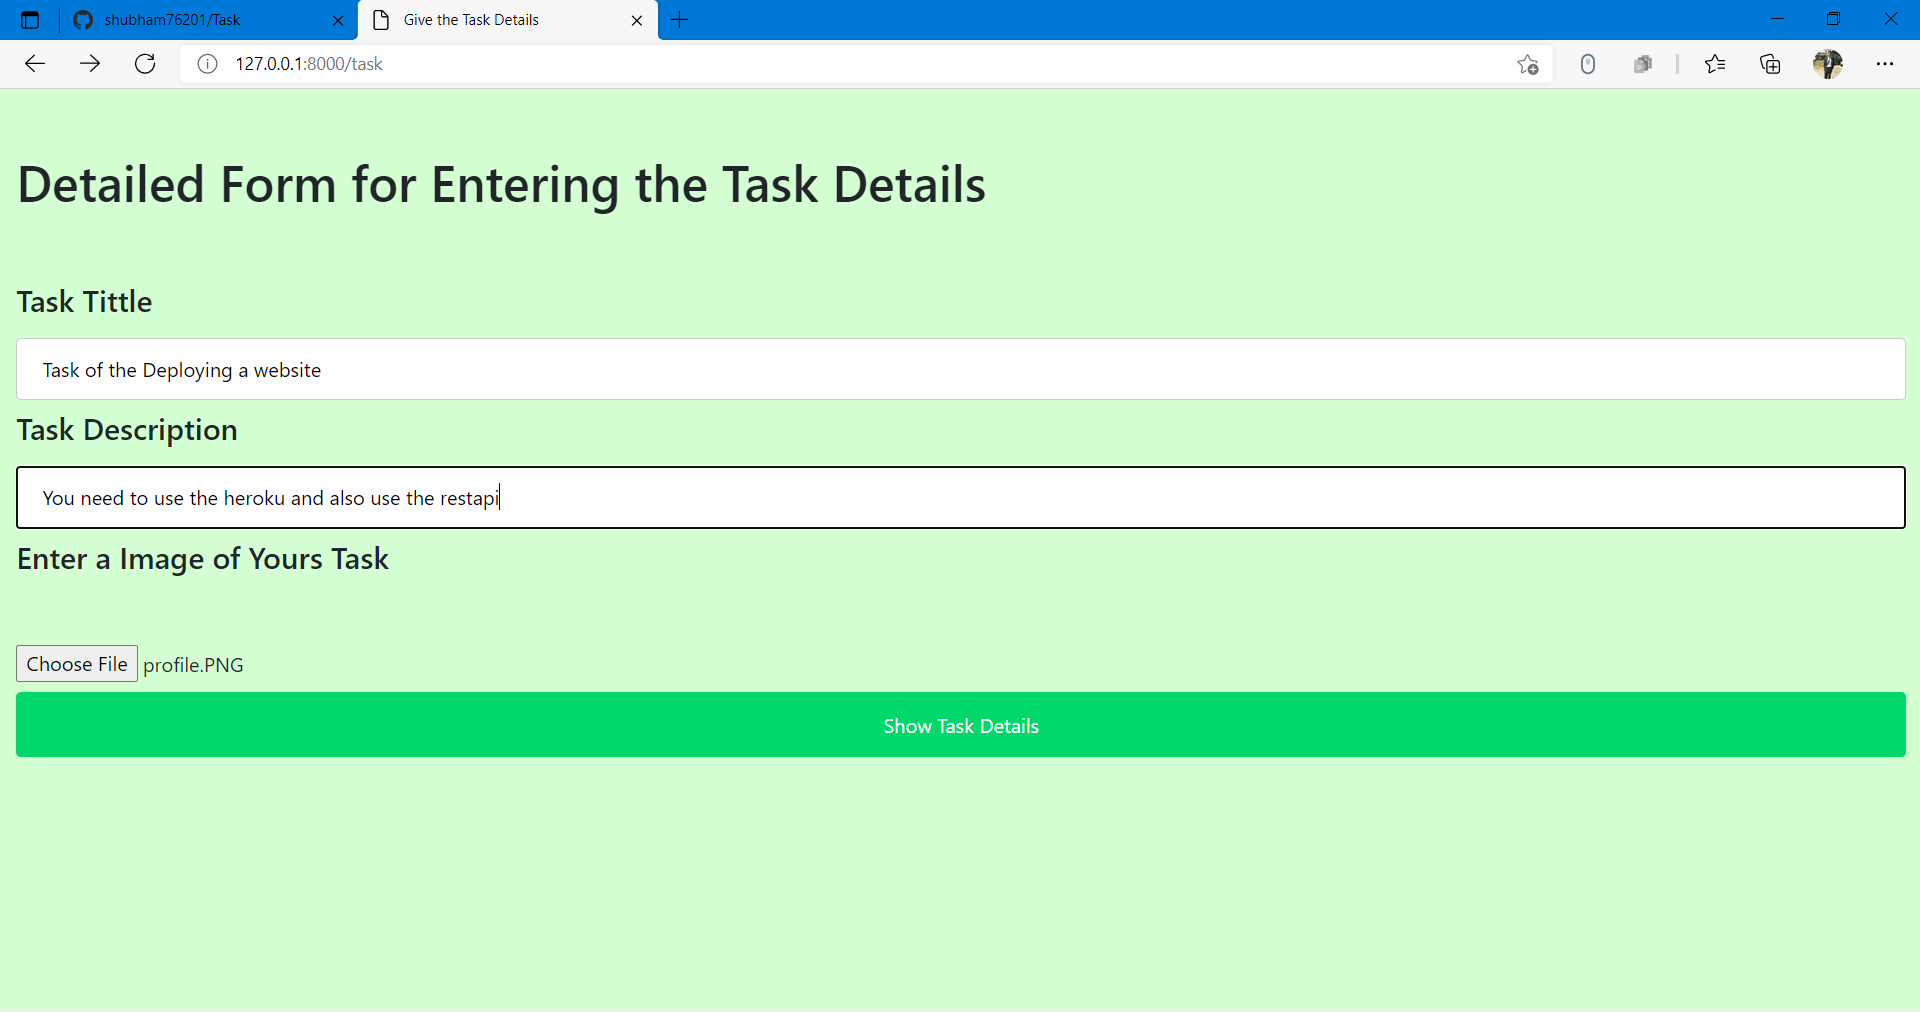 shubham76201/Task
Give the Task Details
127.0.0.1:8000/task
Detailed Form for Entering the Task Details
Task Tittle
Task of the Deploying a website
Task Description
You need to use the heroku and also use the restapi
Enter a Image of Yours Task
Choose File profile.PNG
Show Task Details